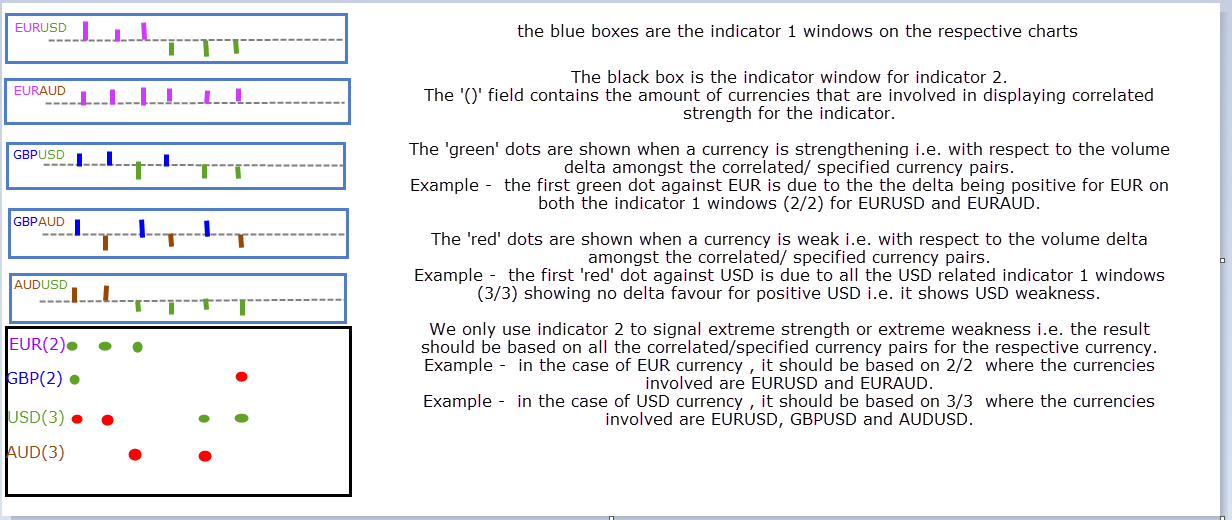 EURUSD
EURAUD
GBPUSD
GBPAUD
AUDUSD
EUR(2)
GBP(2)
USD(3)
AUD(3)
the blue boxes are the indicator 1 windows on the respective charts
The black box is the indicator window for indicator 2.
The '()' field contains the amount of currencies that are involved in displaying correlated
strength for the indicator.
The 'green' dots are shown when a currency is strengthening i.e. with respect to the volume
delta amongst the correlated/ specified currency pairs.
Example -  the first green dot against EUR is due to the the delta being positive for EUR on
both the indicator 1 windows (2/2) for EURUSD and EURAUD.
The 'red' dots are shown when a currency is weak i.e. with respect to the volume delta
amongst the correlated/ specified currency pairs.
Example -  the first 'red' dot against USD is due to all the USD related indicator 1 windows
(3/3) showing no delta favour for positive USD i.e. it shows USD weakness.
We only use indicator 2 to signal extreme strength or extreme weakness i.e. the result
should be based on all the correlated/specified currency pairs for the respective currency.
Example -  in the case of EUR currency , it should be based on 2/2  where the currencies
involved are EURUSD and EURAUD.
Example -  in the case of USD currency , it should be based on 3/3  where the currencies
involved are EURUSD, GBPUSD and AUDUSD.